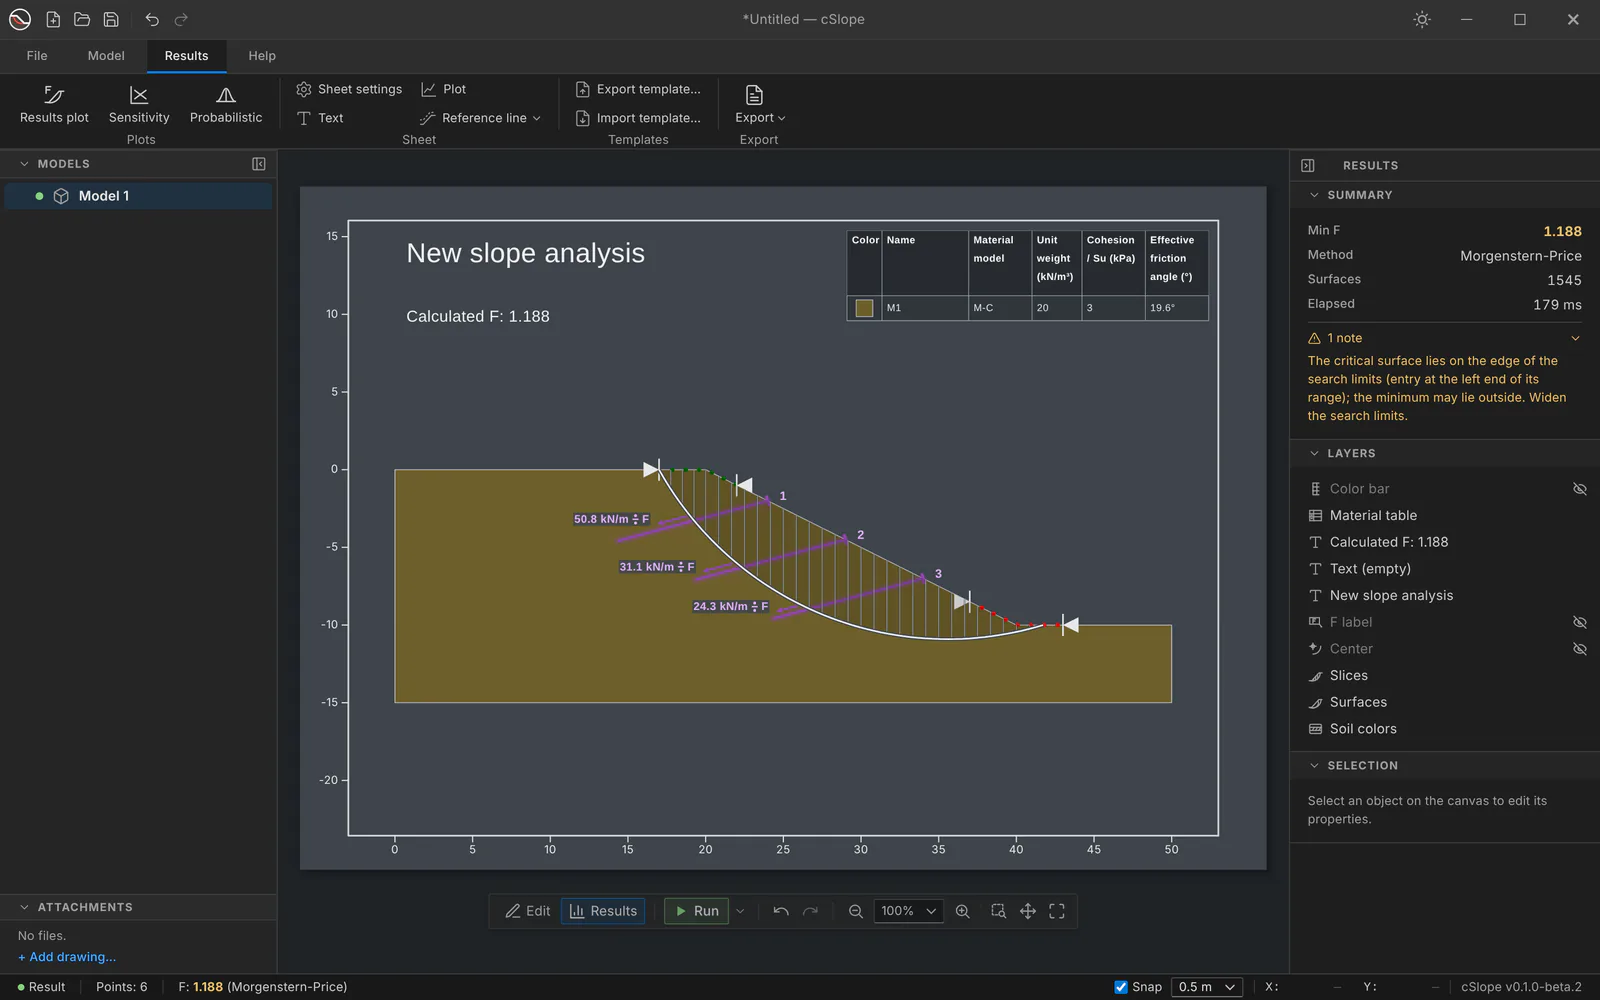 *Untitled — cSlope
File
Model
Results
Help
Results plot
Sensitivity
Probabilistic
Plots
Sheet settings
Plot
Text
Reference line
Sheet
Export template...
Import template...
Templates
Export
Export
MODELS
Model 1
ATTACHMENTS
No files.
+ Add drawing...
New slope analysis
Calculated F: 1.188
Color Name Material model Unit weight (kN/m³) Cohesion / Su (kPa) Effective friction angle (°)
M1 M-C 20 3 19.6°
15
10
5
0
-5
-10
-15
-20
0 5 10 15 20 25 30 35 40 45 50
1
50.8 kN/m ÷ F
2
31.1 kN/m ÷ F
3
24.3 kN/m ÷ F
Edit
Results
Run
100%
RESULTS
SUMMARY
Min F 1.188
Method Morgenstern-Price
Surfaces 1545
Elapsed 179 ms
1 note
The critical surface lies on the edge of the
search limits (entry at the left end of its
range); the minimum may lie outside. Widen
the search limits.
LAYERS
Color bar
Material table
Calculated F: 1.188
Text (empty)
New slope analysis
F label
Center
Slices
Surfaces
Soil colors
SELECTION
Select an object on the canvas to edit its
properties.
Result
Points: 6
F: 1.188 (Morgenstern-Price)
Snap
0.5 m
X: –
Y: –
cSlope v0.1.0-beta.2